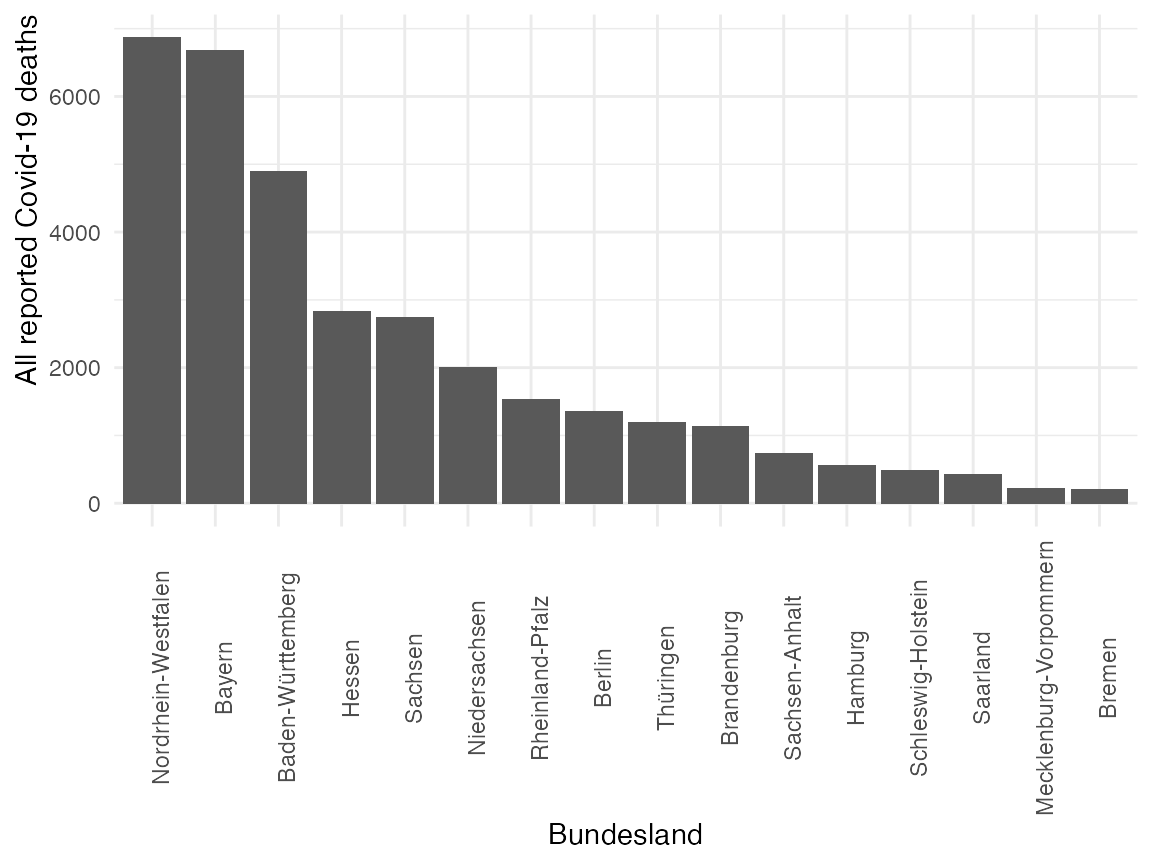 All reported Covid-19 deaths
6000
4000
2000
0
Nordrhein-Westfalen
Bayern
Baden-Württemberg
Hessen
Sachsen
Niedersachsen
Rheinland-Pfalz
Berlin
Thüringen
Brandenburg
Sachsen-Anhalt
Hamburg
Schleswig-Holstein
Saarland
Mecklenburg-Vorpommern
Bremen
Bundesland